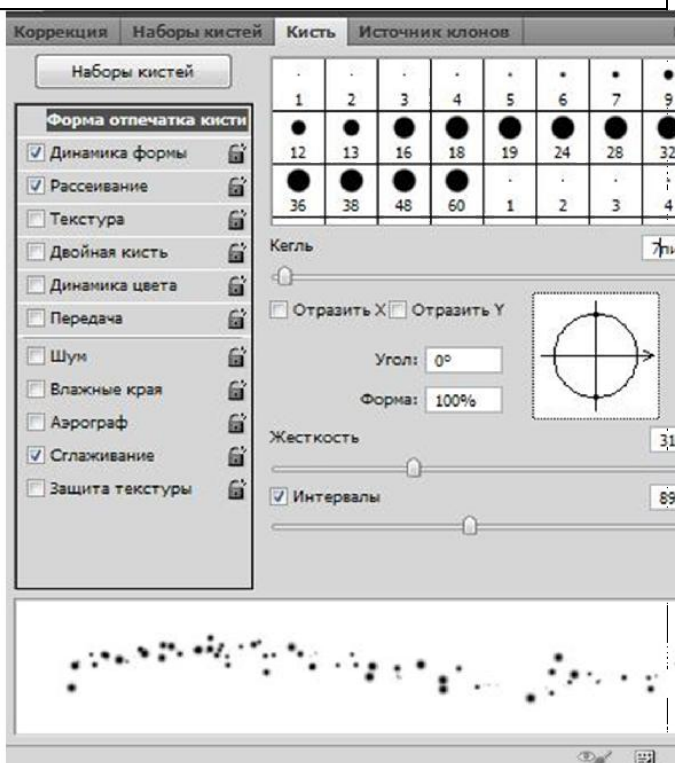 Коррекция Наборы кистей Кисть Источник клонов
Наборы кистей
1 2 3 4 5 6 7 9
12 13 16 18 19 24 28 32
36 38 48 60 1 2 3 4
Форма отпечатка кисти
Динамика формы
Рассеивание
Текстура
Двойная кисть
Динамика цвета
Передача
Шум
Влажные края
Аэрограф
Сглаживание
Защита текстуры
Кегль 7пи
Отразить X Отразить Y
Угол: 0°
Форма: 100%
Жесткость 31
Интервалы 89